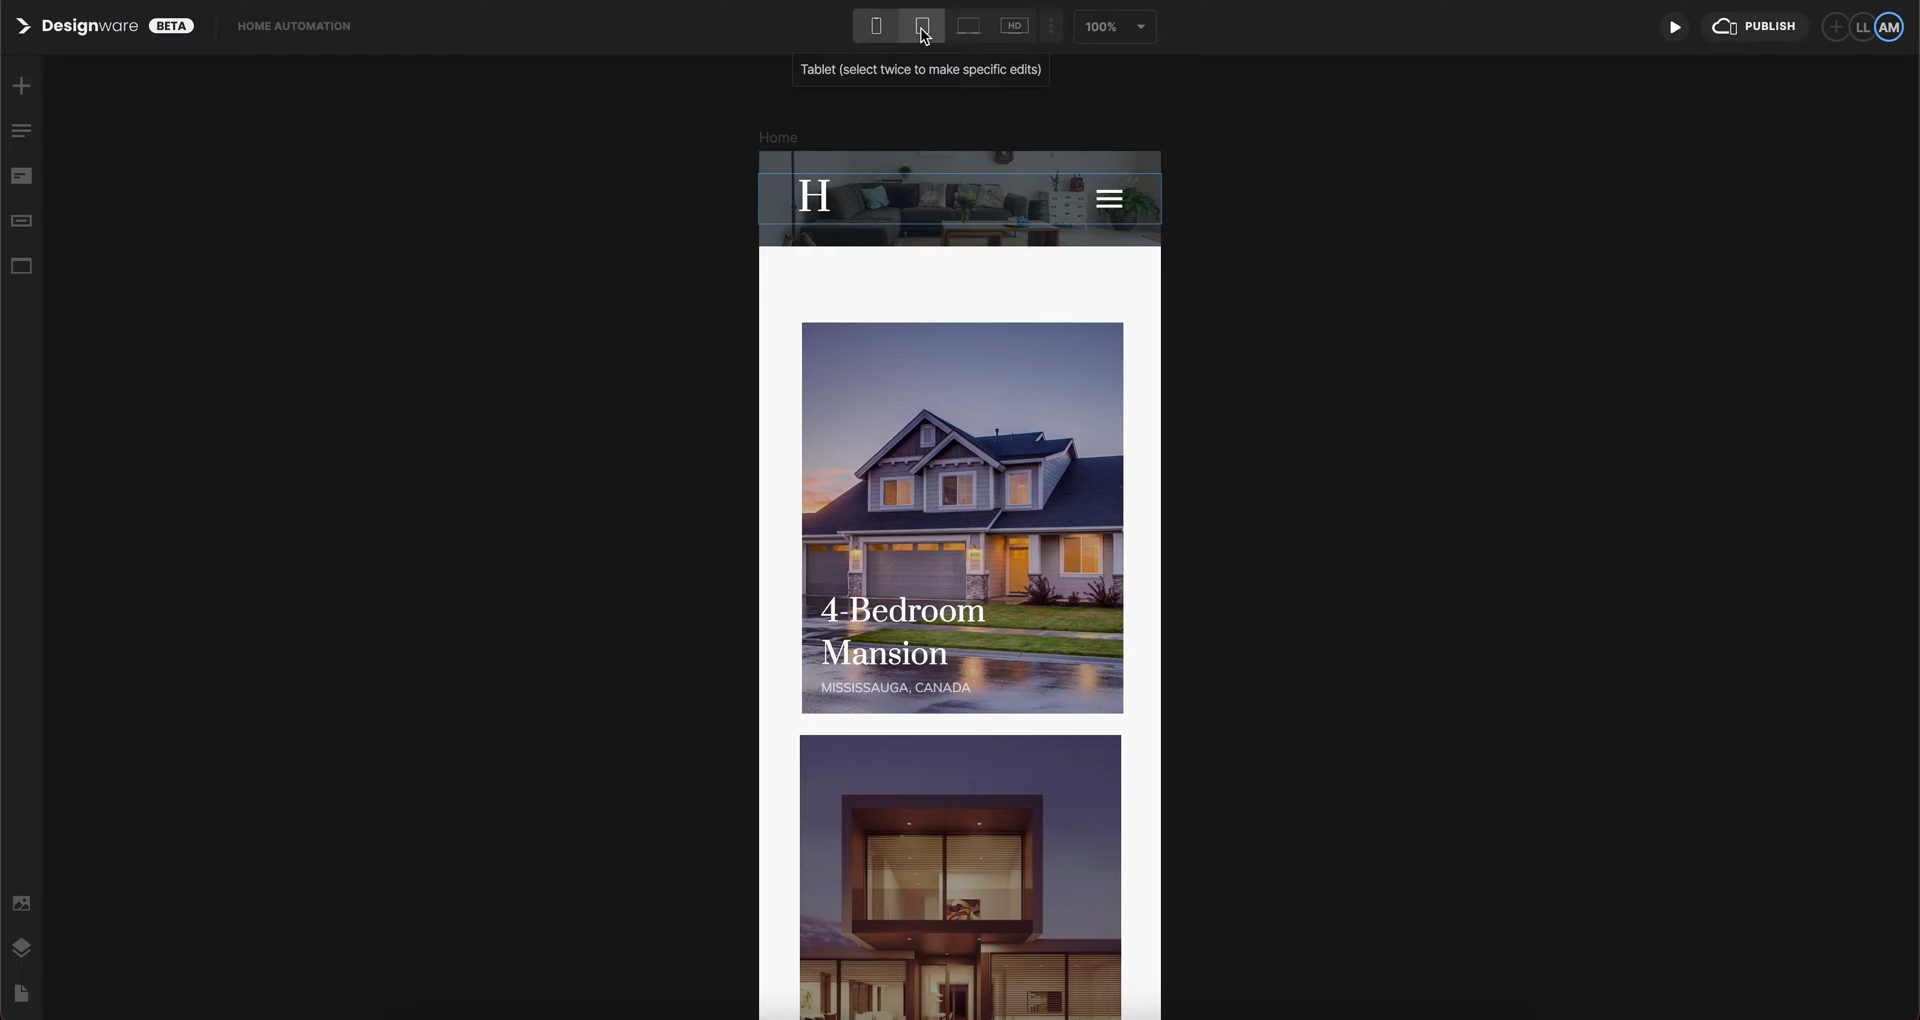 Designware BETA
HOME AUTOMATION
HD
100%
PUBLISH
LL
AM
Tablet (select twice to make specific edits)
Home
H
4-Bedroom
Mansion
MISSISSAUGA, CANADA